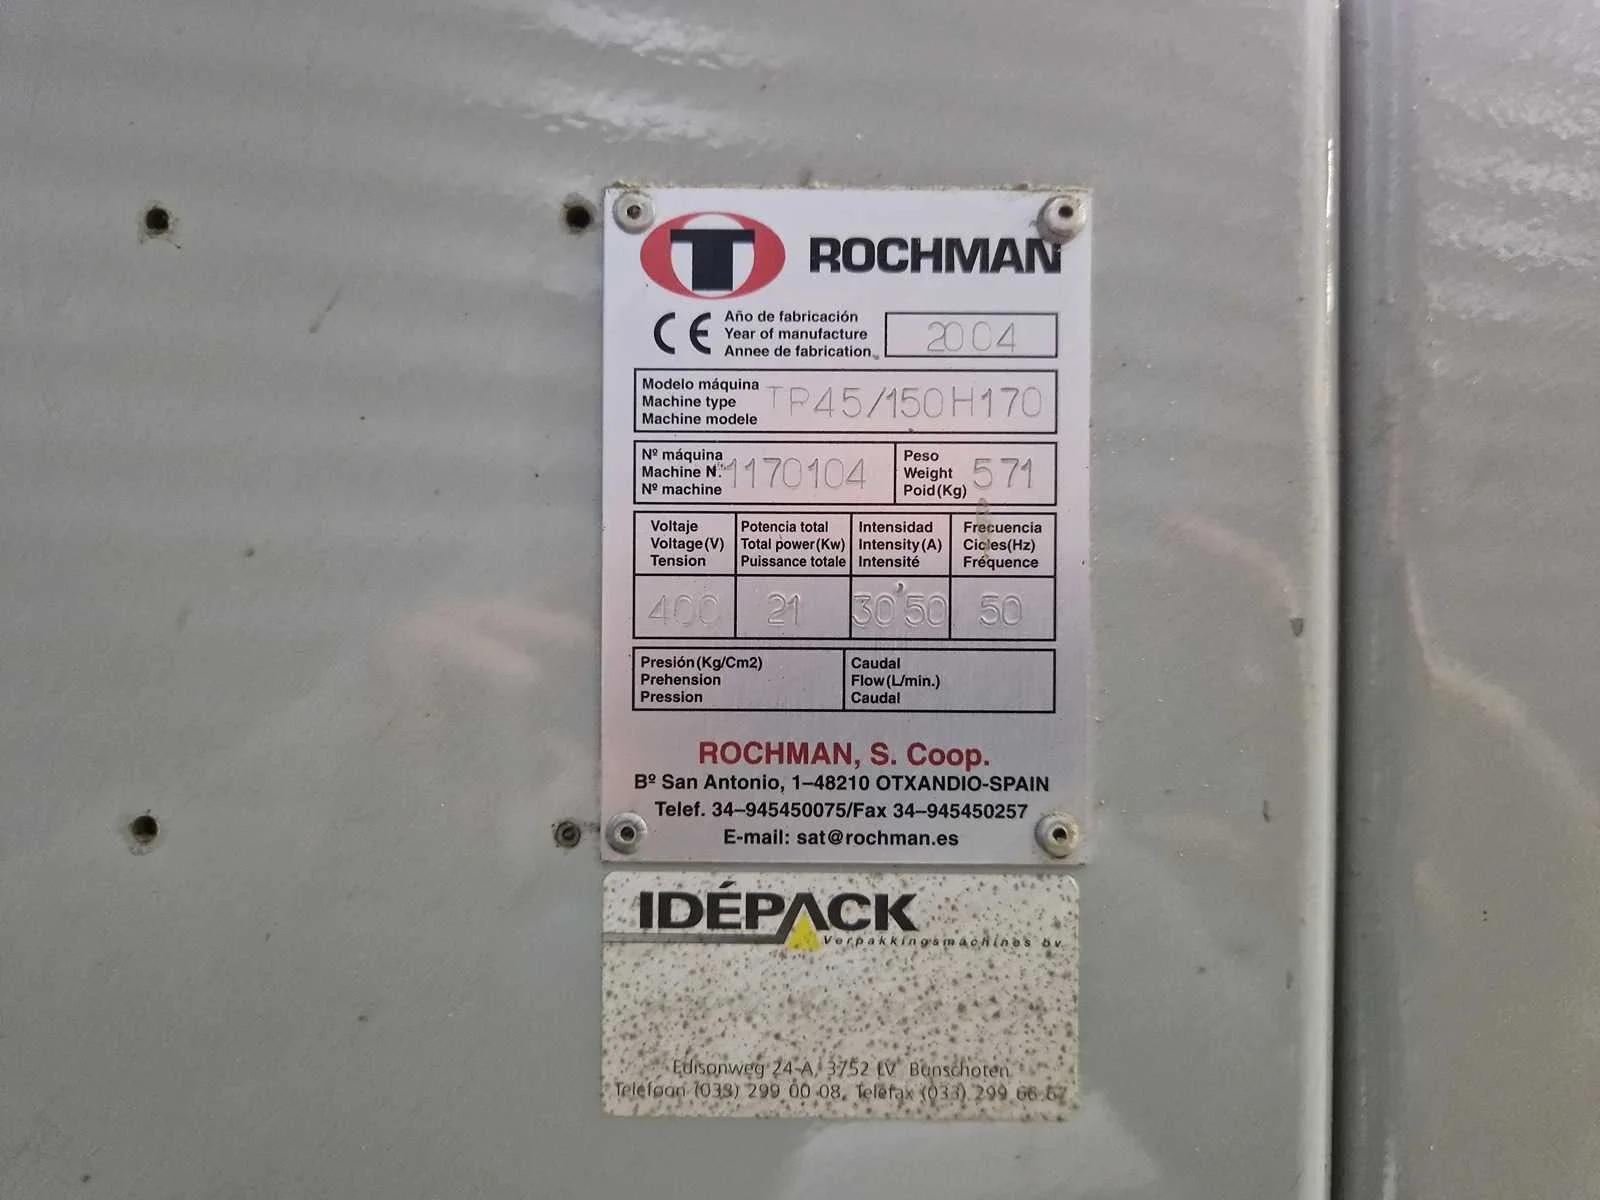 T ROCHMAN
CE
Año de fabricación
Year of manufacture
Annee de fabrication
2004
Modelo máquina
Machine type
Machine modele
TP45/150H170
Nº máquina
Machine N.
Nº machine
1170104
Peso
Weight
Poid(Kg)
571
Voltaje
Voltage(V)
Tension
Potencia total
Total power(Kw)
Puissance totale
Intensidad
Intensity(A)
Intensité
Frecuencia
Cicles(Hz)
Fréquence
400
21
30'50
50
Presión(Kg/Cm2)
Prehension
Pression
Caudal
Flow(L/min.)
Caudal
ROCHMAN, S. Coop.
Bº San Antonio, 1-48210 OTXANDIO-SPAIN
Telef. 34-945450075/Fax 34-945450257
E-mail: sat@rochman.es
IDÉPACK
Verpakkingsmachines bv
Edisonweg 24-A, 3752 LV Bunschoten
Telefoon (033) 299 00 08, Telefax (033) 299 66 67